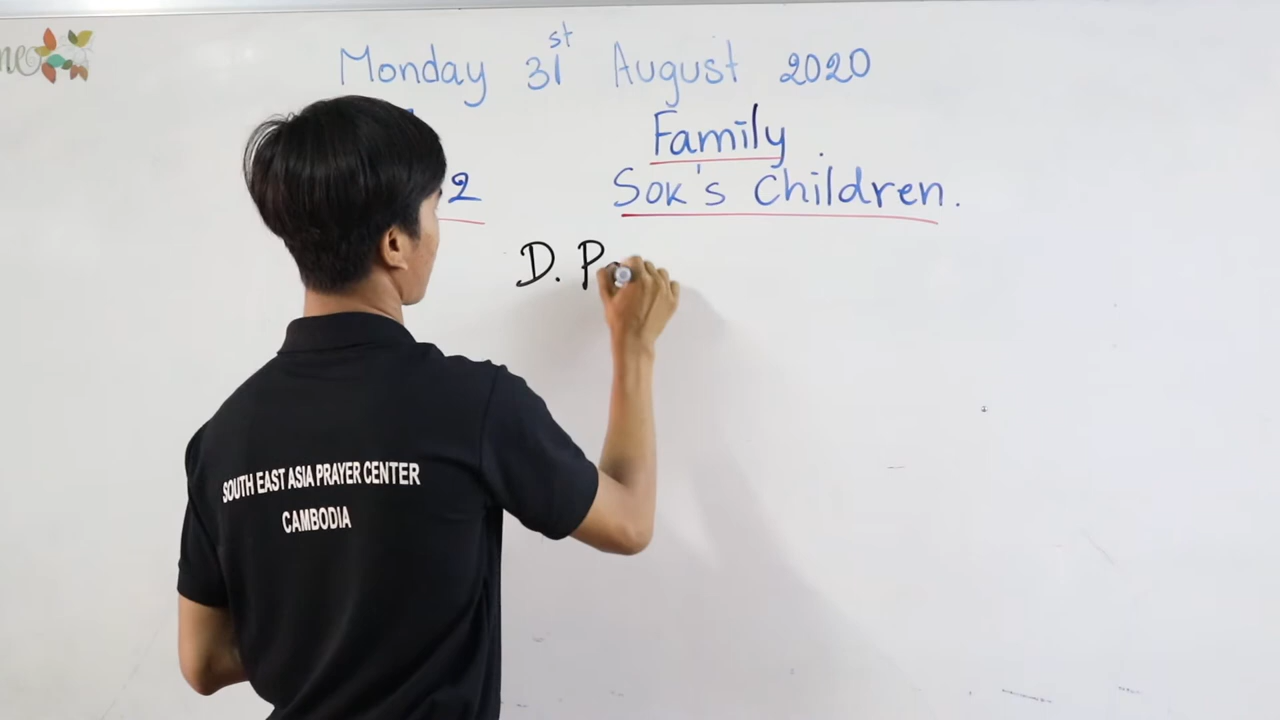 Monday 31st August 2020
Family
2 Sok's Children.
D. P
SOUTH EAST ASIA PRAYER CENTER
CAMBODIA